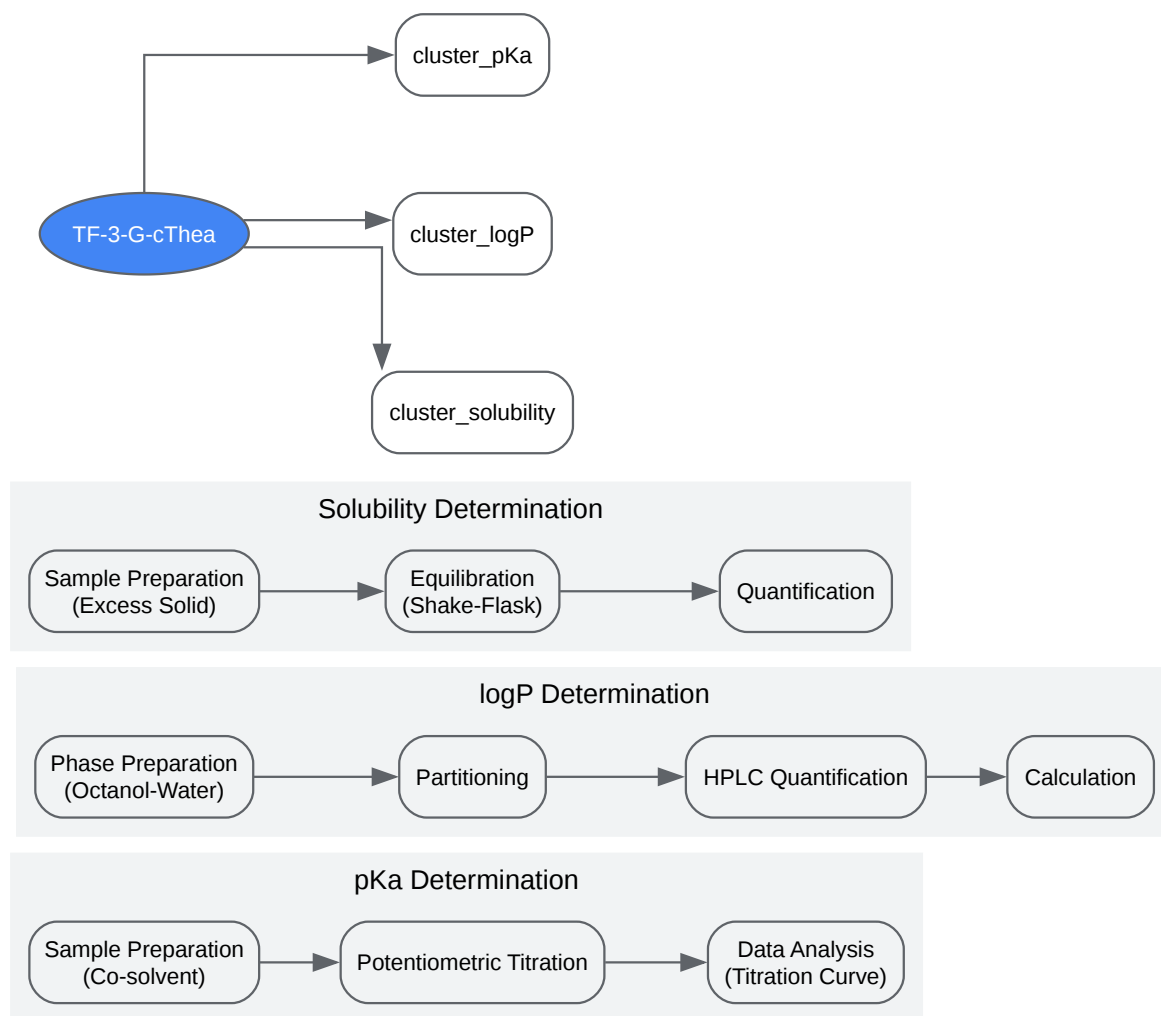 cluster_pKa
TF-3-G-cThea
cluster_logP
cluster_solubility
Solubility Determination
Sample Preparation
(Excess Solid)
Equilibration
(Shake-Flask)
Quantification
logP Determination
Phase Preparation
(Octanol-Water)
Partitioning
HPLC Quantification
Calculation
pKa Determination
Sample Preparation
(Co-solvent)
Potentiometric Titration
Data Analysis
(Titration Curve)